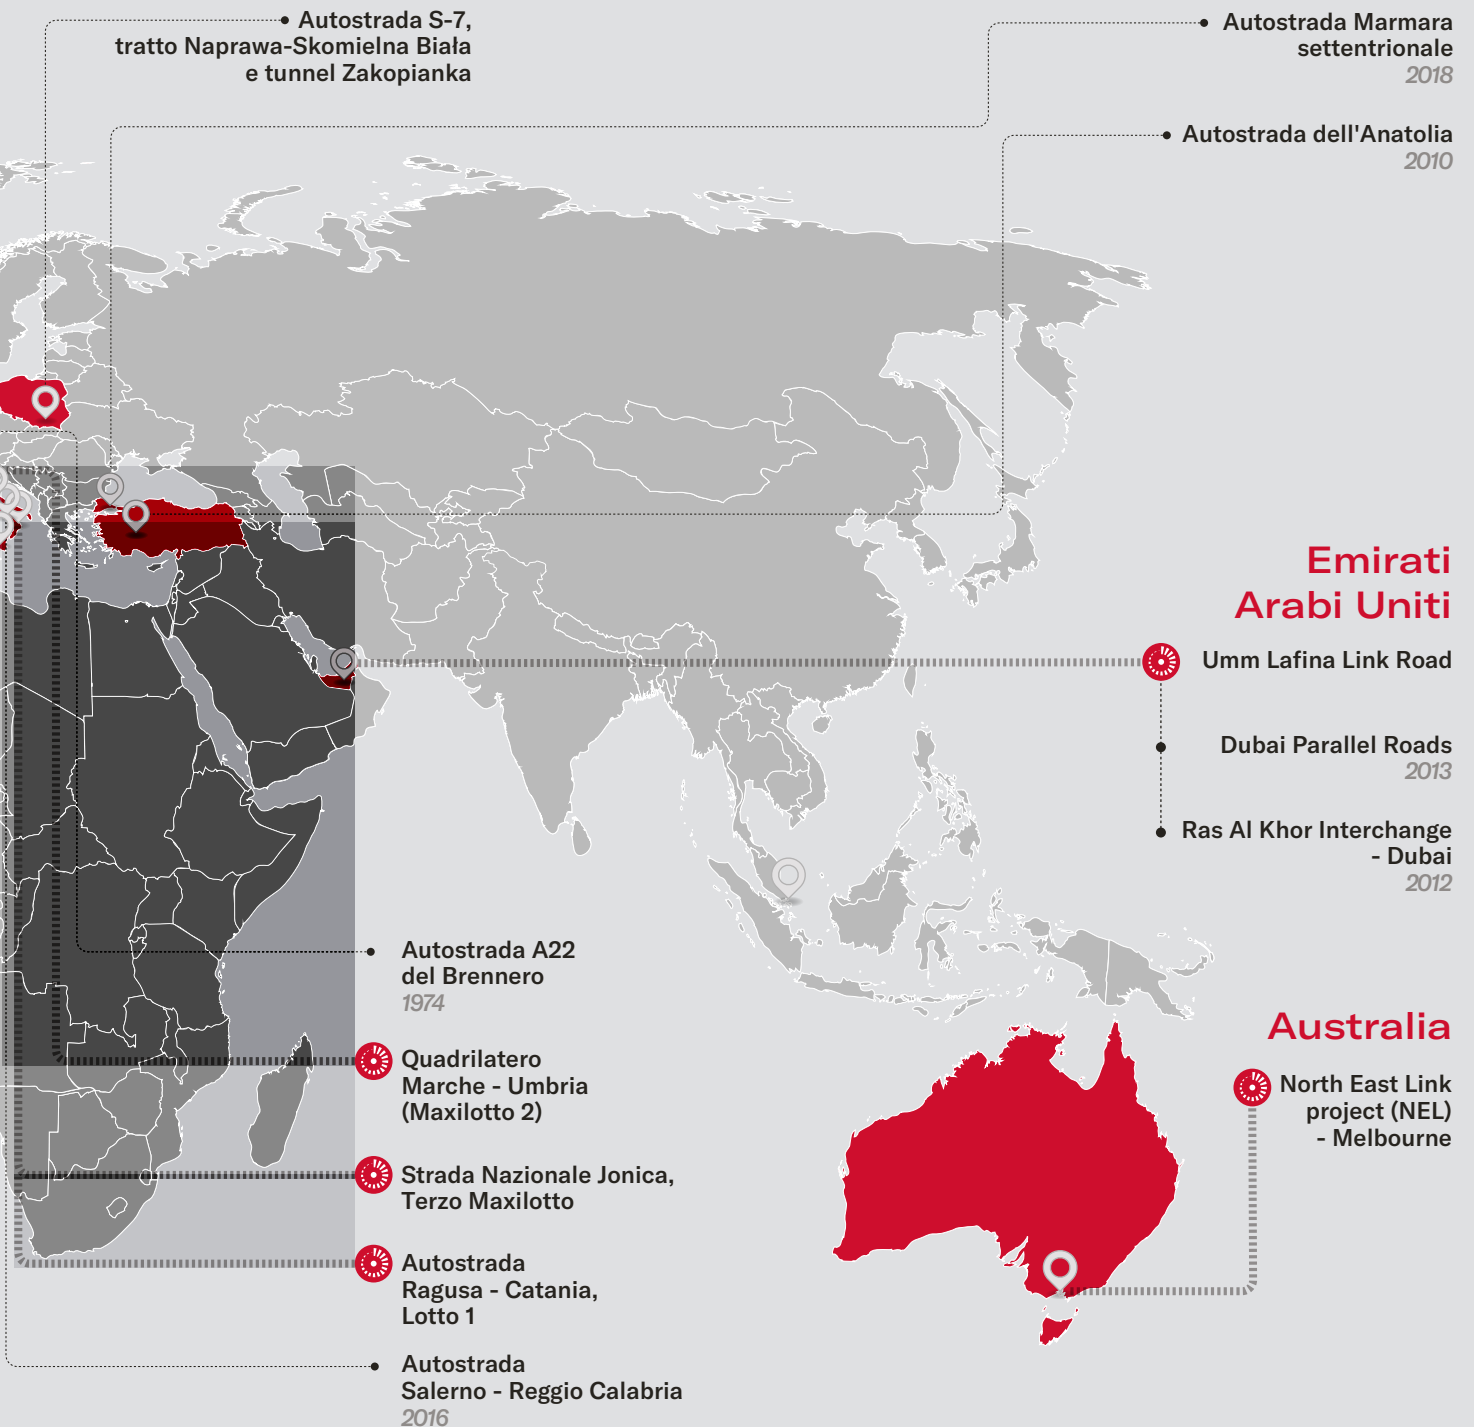 Autostrada S-7,
tratto Naprawa-Skomielna Biała
e tunnel Zakopianka
Autostrada Marmara
settentrionale
2018
Autostrada dell'Anatolia
2010
Emirati
Arabi Uniti
Umm Lafina Link Road
Dubai Parallel Roads
2013
Ras Al Khor Interchange
- Dubai
2012
Autostrada A22
del Brennero
1974
Quadrilatero
Marche - Umbria
(Maxilotto 2)
Strada Nazionale Jonica,
Terzo Maxilotto
Autostrada
Ragusa - Catania,
Lotto 1
Autostrada
Salerno - Reggio Calabria
2016
Australia
North East Link
project (NEL)
- Melbourne